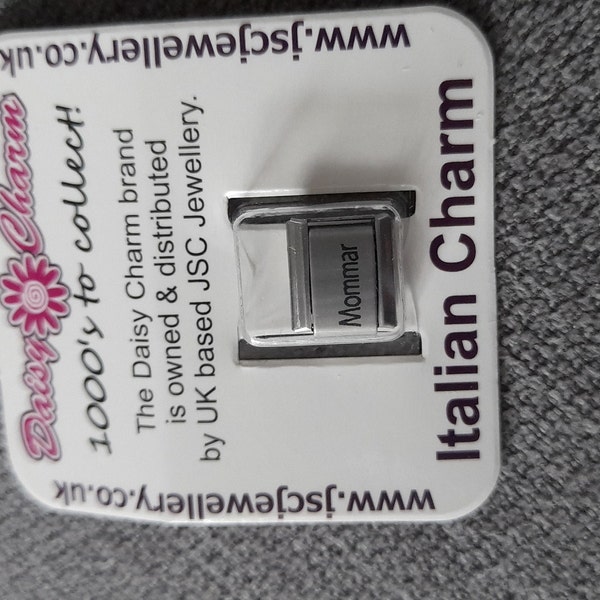 Daisy Charm
1000's to collect!
The Daisy Charm brand
is owned & distributed
by UK based JSC Jewellery.
Mommar
Italian Charm
www.jscjewellery.co.uk
www.jscjewellery.co.uk